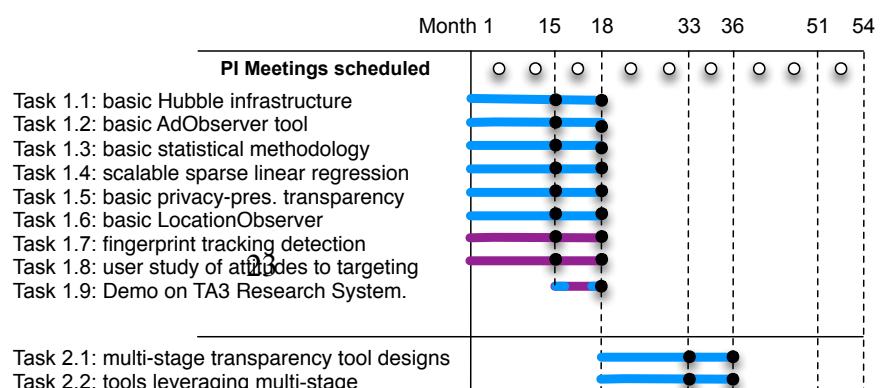 Month 1 15 18 33 36 51 54
PI Meetings scheduled
Task 1.1: basic Hubble infrastructure
Task 1.2: basic AdObserver tool
Task 1.3: basic statistical methodology
Task 1.4: scalable sparse linear regression
Task 1.5: basic privacy-pres. transparency
Task 1.6: basic LocationObserver
Task 1.7: fingerprint tracking detection
Task 1.8: user study of attitudes to targeting
23
Task 1.9: Demo on TA3 Research System.
Task 2.1: multi-stage transparency tool designs
Task 2.2: tools leveraging multi-stage